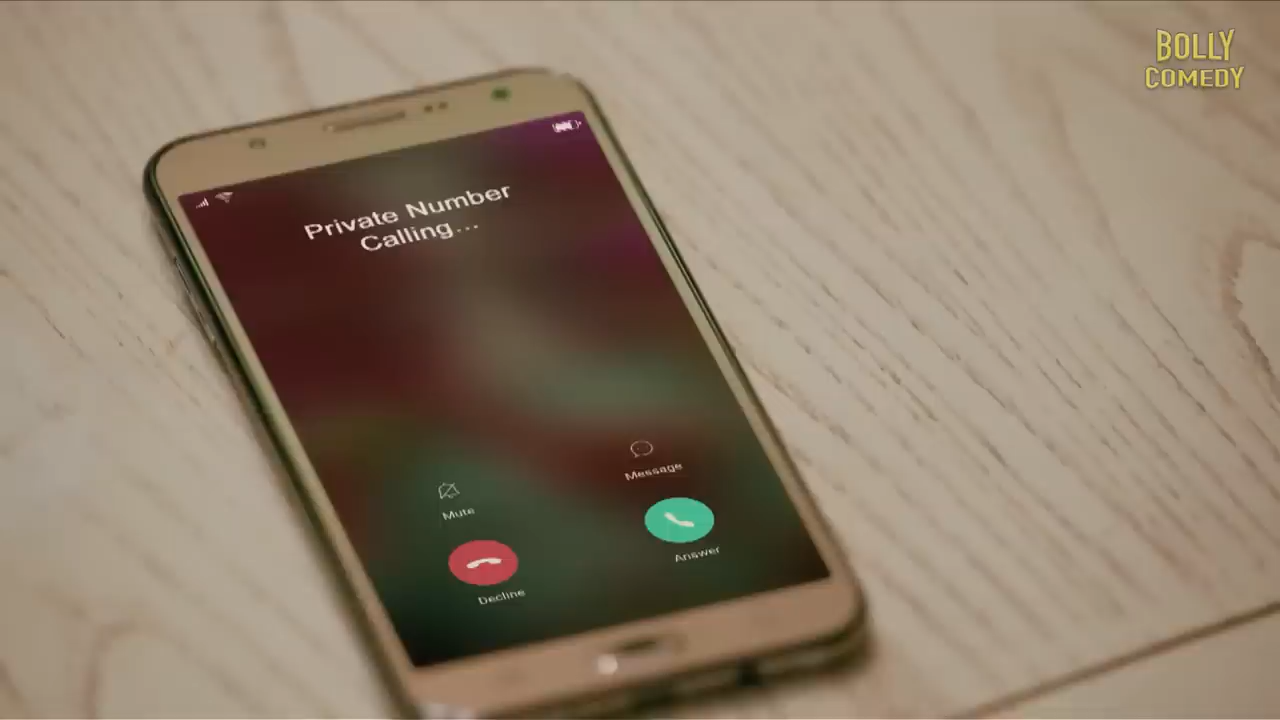 BOLLY
COMEDY
Private Number
Calling...
Message
Mute
Answer
Decline